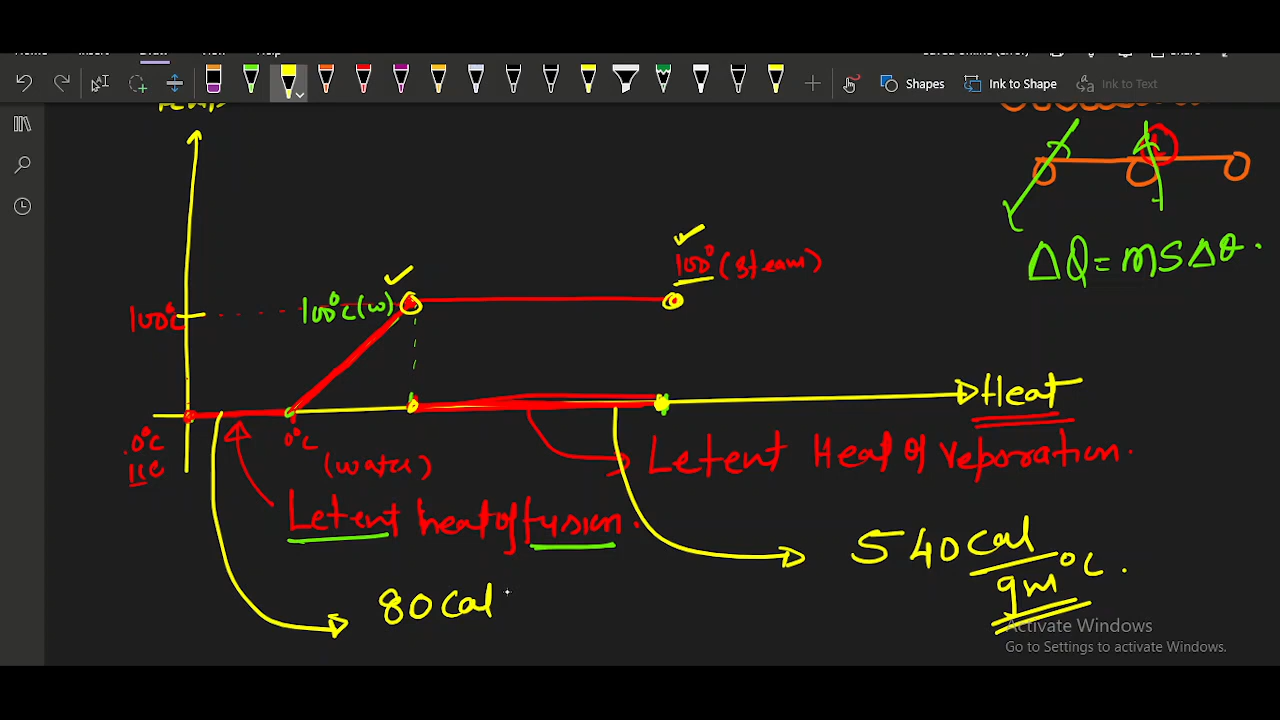 Shapes
Ink to Shape
Ink to Text
100° (steam)
ΔQ = mSΔθ.
100°C (w)
100°C
Heat
0°C
0°C
(water)
Letent Heat of veporation.
Letent heat of fusion.
540 Cal
gm °C.
80 Cal
Activate Windows
Go to Settings to activate Windows.